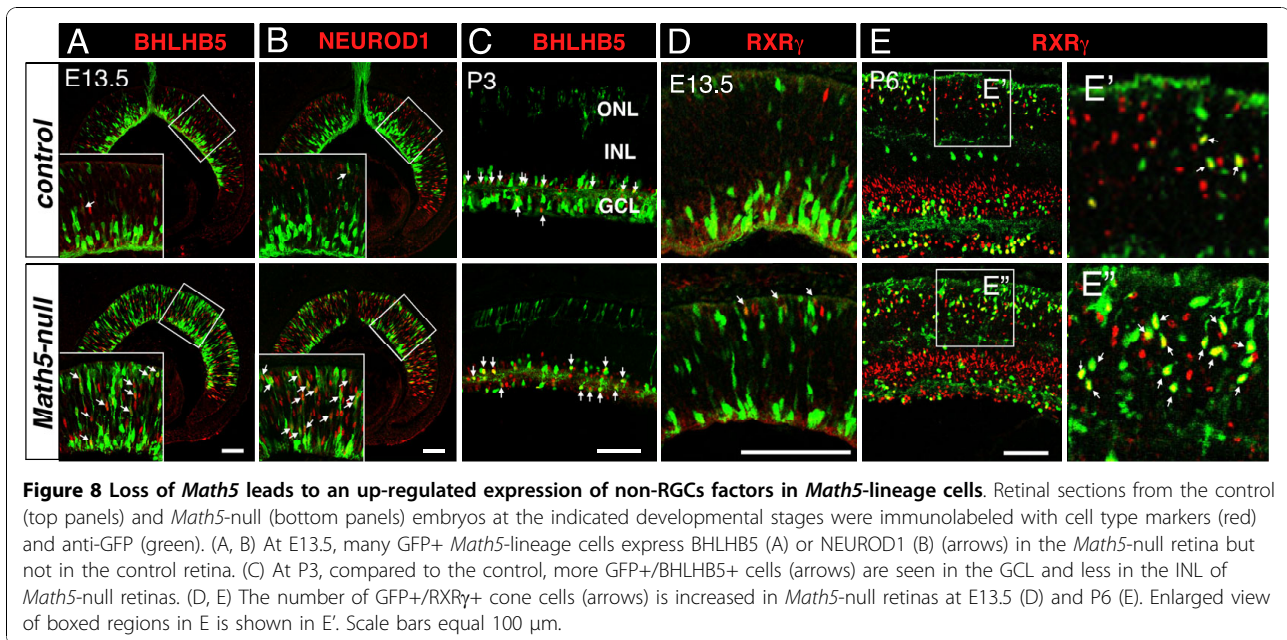 A BHLHB5
B NEUROD1
C BHLHB5
D RXRγ
E RXRγ
control
E13.5
P3
ONL
INL
GCL
E13.5
P6
E'
E'
Math5-null
E"
E"
Figure 8 Loss of Math5 leads to an up-regulated expression of non-RGCs factors in Math5-lineage cells. Retinal sections from the control
(top panels) and Math5-null (bottom panels) embryos at the indicated developmental stages were immunolabeled with cell type markers (red)
and anti-GFP (green). (A, B) At E13.5, many GFP+ Math5-lineage cells express BHLHB5 (A) or NEUROD1 (B) (arrows) in the Math5-null retina but
not in the control retina. (C) At P3, compared to the control, more GFP+/BHLHB5+ cells (arrows) are seen in the GCL and less in the INL of
Math5-null retinas. (D, E) The number of GFP+/RXRγ+ cone cells (arrows) is increased in Math5-null retinas at E13.5 (D) and P6 (E). Enlarged view
of boxed regions in E is shown in E'. Scale bars equal 100 μm.